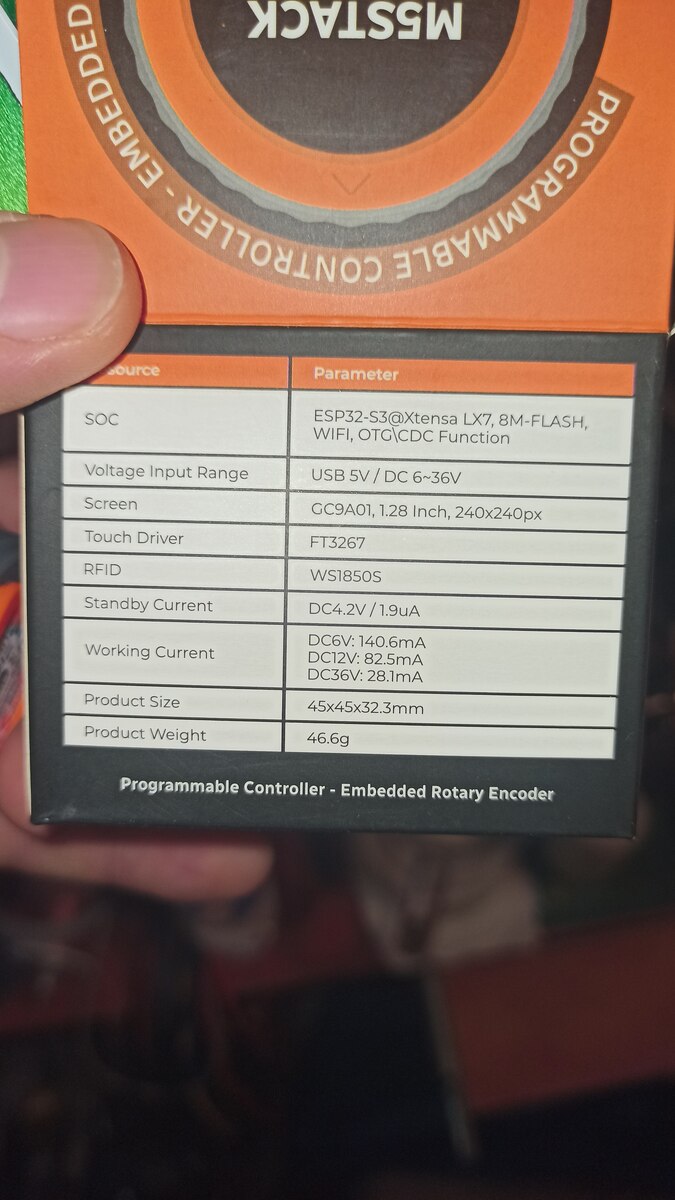 M5STACK
PROGRAMMABLE CONTROLLER - EMBEDDED
Parameter
SOC
ESP32-S3@Xtensa LX7, 8M-FLASH,
WIFI, OTG\CDC Function
Voltage Input Range
USB 5V / DC 6~36V
Screen
GC9A01, 1.28 Inch, 240x240px
Touch Driver
FT3267
RFID
WS1850S
Standby Current
DC4.2V / 1.9uA
Working Current
DC6V: 140.6mA
DC12V: 82.5mA
DC36V: 28.1mA
Product Size
45x45x32.3mm
Product Weight
46.6g
Programmable Controller - Embedded Rotary Encoder